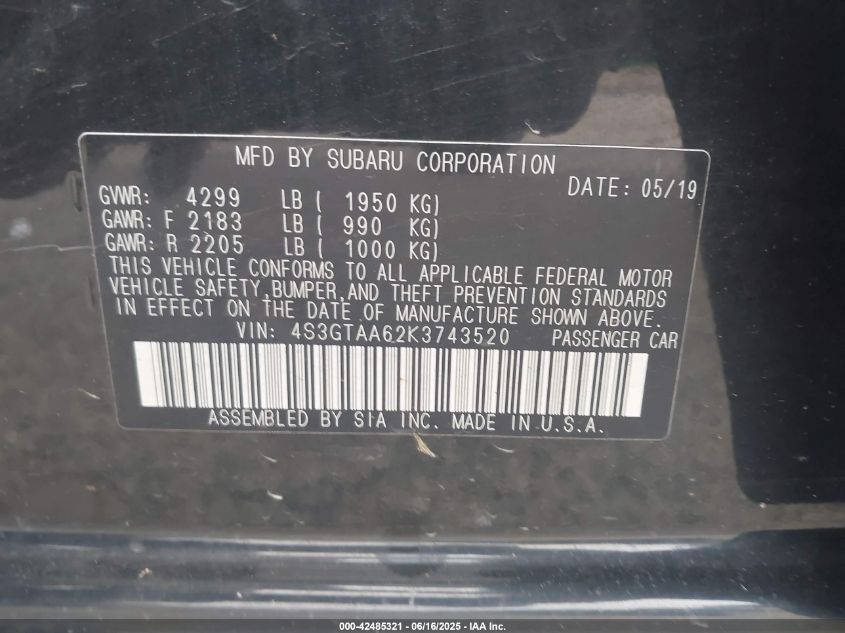 MFD BY SUBARU CORPORATION
DATE: 05/19
GVWR: 4299 LB ( 1950 KG)
GAWR: F 2183 LB ( 990 KG)
GAWR: R 2205 LB ( 1000 KG)
THIS VEHICLE CONFORMS TO ALL APPLICABLE FEDERAL MOTOR
VEHICLE SAFETY,BUMPER,AND THEFT PREVENTION STANDARDS
IN EFFECT ON THE DATE OF MANUFACTURE SHOWN ABOVE.
VIN: 4S3GTAA62K3743520 PASSENGER CAR
ASSEMBLED BY SIA INC. MADE IN U.S.A.
000-42485321 - 06/16/2025 - IAA Inc.